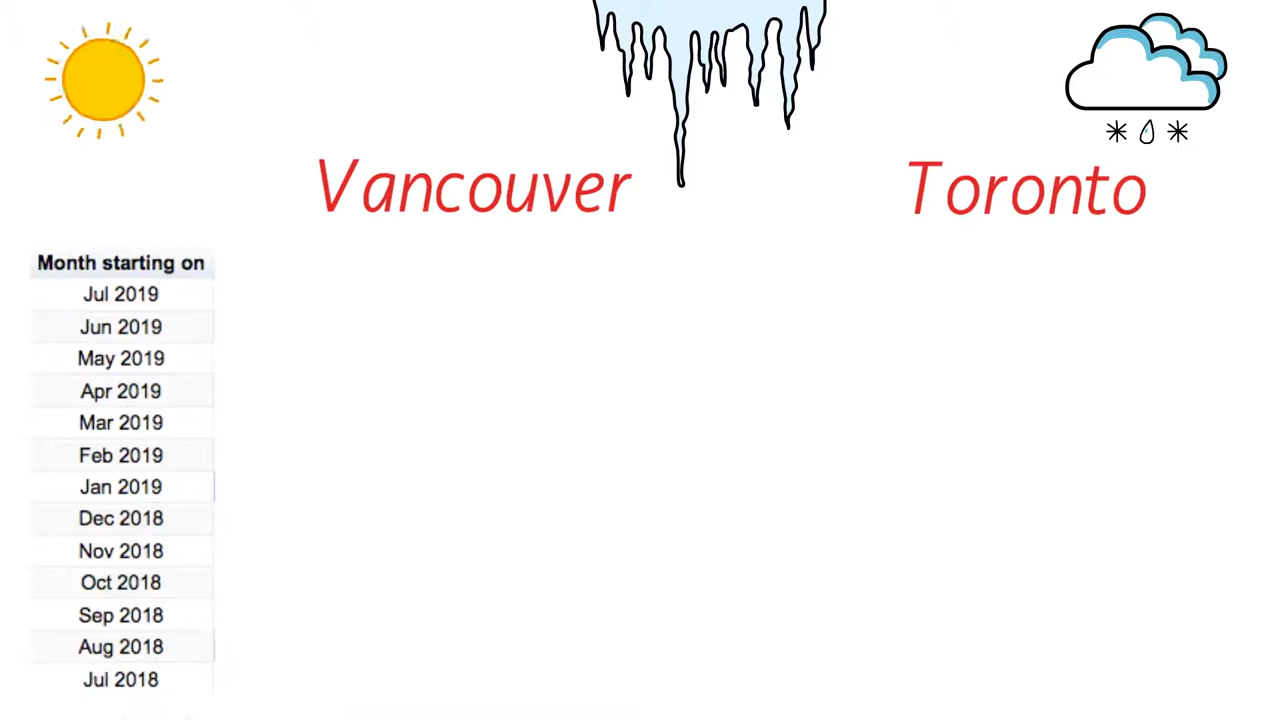 Vancouver
Toronto
Month starting on
Jul 2019
Jun 2019
May 2019
Apr 2019
Mar 2019
Feb 2019
Jan 2019
Dec 2018
Nov 2018
Oct 2018
Sep 2018
Aug 2018
Jul 2018